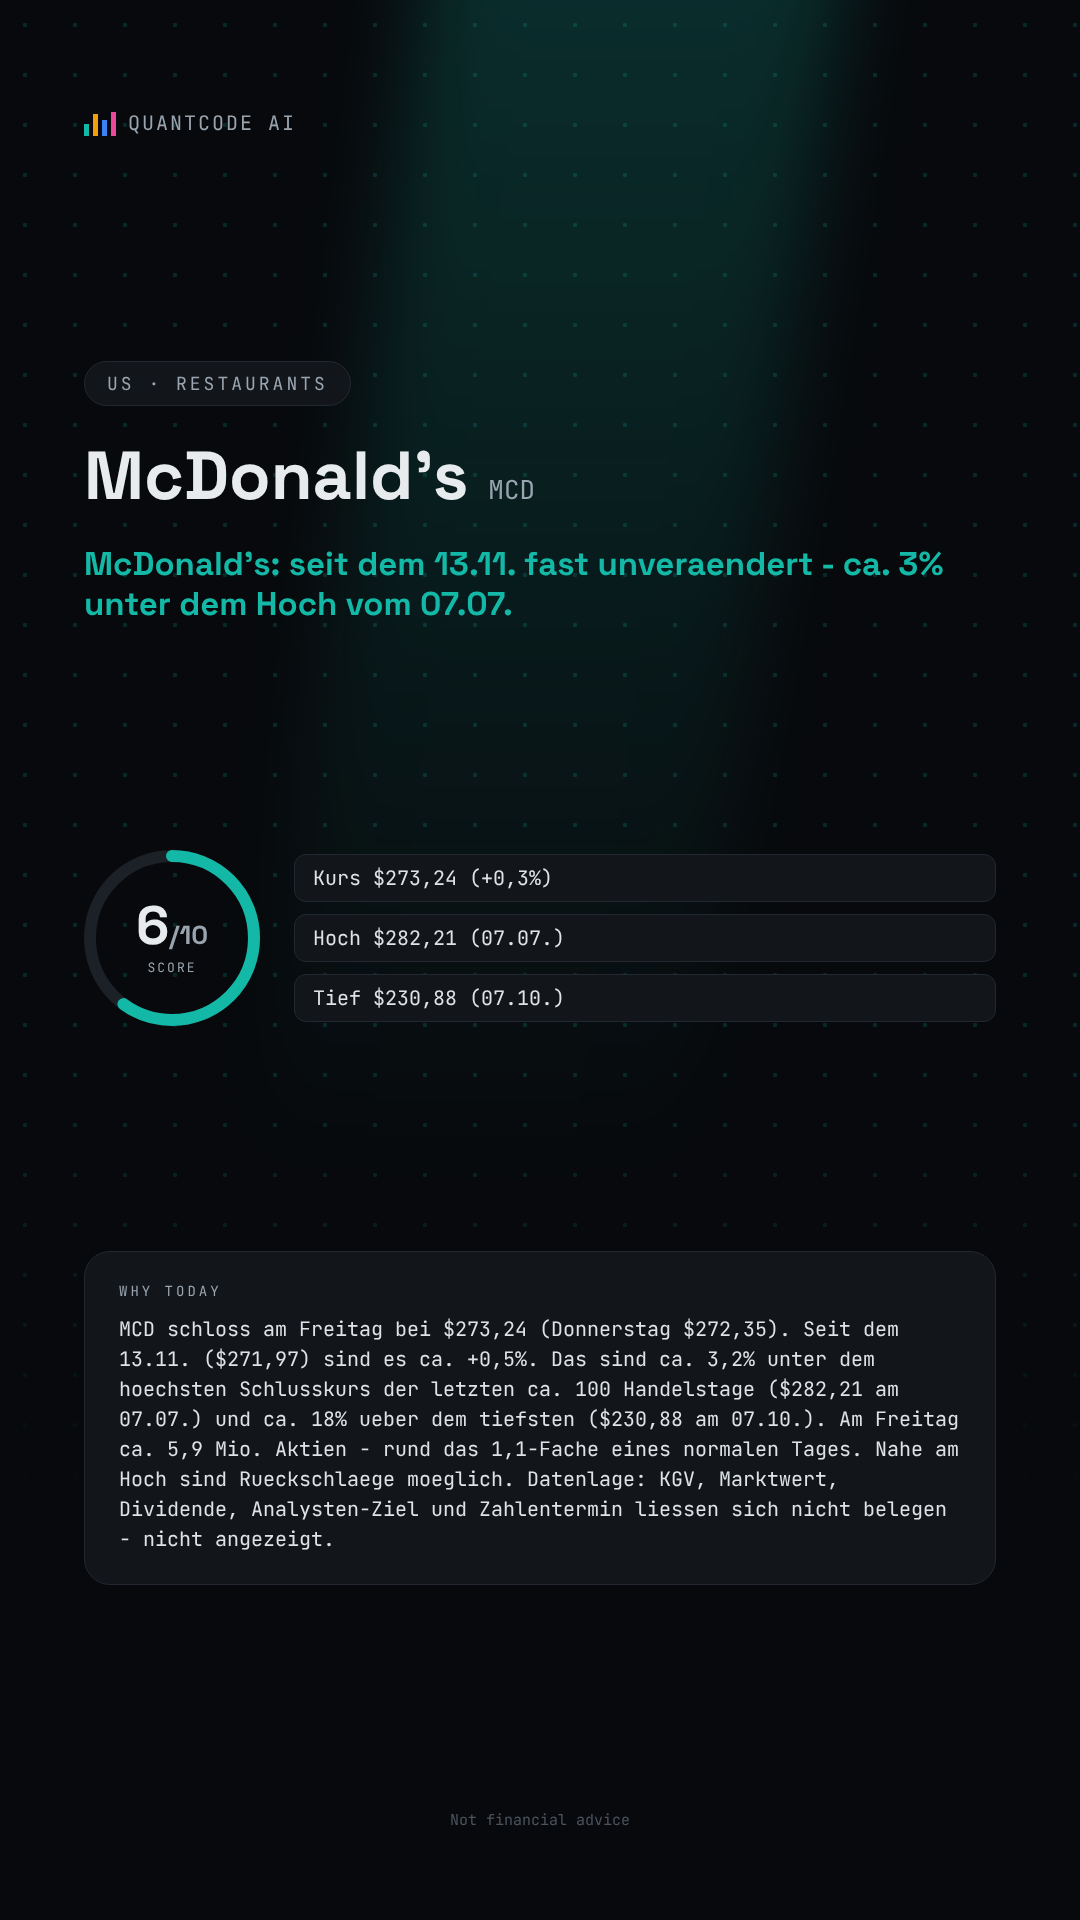 QUANTCODE AI
US · RESTAURANTS
McDonald's MCD
McDonald's: seit dem 13.11. fast unveraendert - ca. 3%
unter dem Hoch vom 07.07.
6/10
SCORE
Kurs $273,24 (+0,3%)
Hoch $282,21 (07.07.)
Tief $230,88 (07.10.)
WHY TODAY
MCD schloss am Freitag bei $273,24 (Donnerstag $272,35). Seit dem
13.11. ($271,97) sind es ca. +0,5%. Das sind ca. 3,2% unter dem
hoechsten Schlusskurs der letzten ca. 100 Handelstage ($282,21 am
07.07.) und ca. 18% ueber dem tiefsten ($230,88 am 07.10.). Am Freitag
ca. 5,9 Mio. Aktien - rund das 1,1-Fache eines normalen Tages. Nahe am
Hoch sind Rueckschlaege moeglich. Datenlage: KGV, Marktwert,
Dividende, Analysten-Ziel und Zahlentermin liessen sich nicht belegen
- nicht angezeigt.
Not financial advice